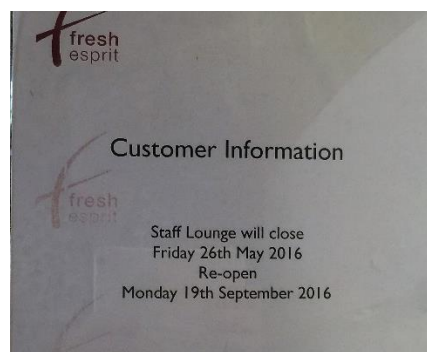 fresh
esprit
Customer Information
fresh
esprit
Staff Lounge will close
Friday 26th May 2016
Re-open
Monday 19th September 2016